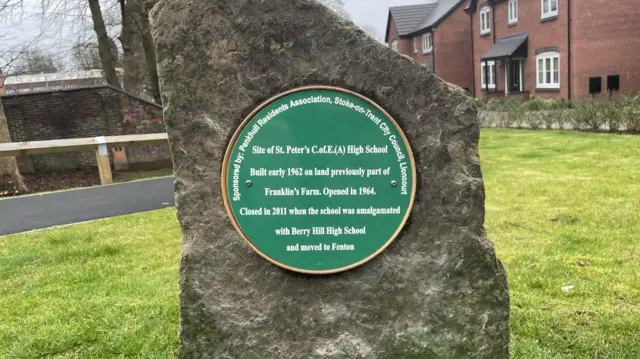 Sponsored by: Penkhull Residents Association, Stoke-on-Trent City Council, Lioncourt
Site of St. Peter's C.of.E.(A) High School
Built early 1962 on land previously part of
Franklin's Farm. Opened in 1964.
Closed in 2011 when the school was amalgamated
with Berry Hill High School
and moved to Fenton